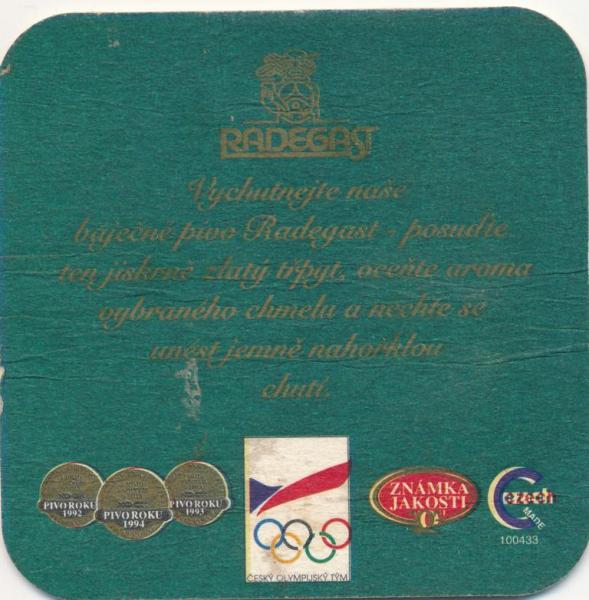 RADEGAST
Vychutnejte naše
báječné pivo Radegast - posuďte
ten jiskrně zlatý třpyt, oceňte aroma
vybraného chmelu a nechte se
unést jemně nahořklou
chutí.
PIVO ROKU
1992
PIVO ROKU
1994
PIVO ROKU
1993
ČESKÝ OLYMPIJSKÝ TÝM
ZNÁMKA
JAKOSTI
Czech
MADE
100433